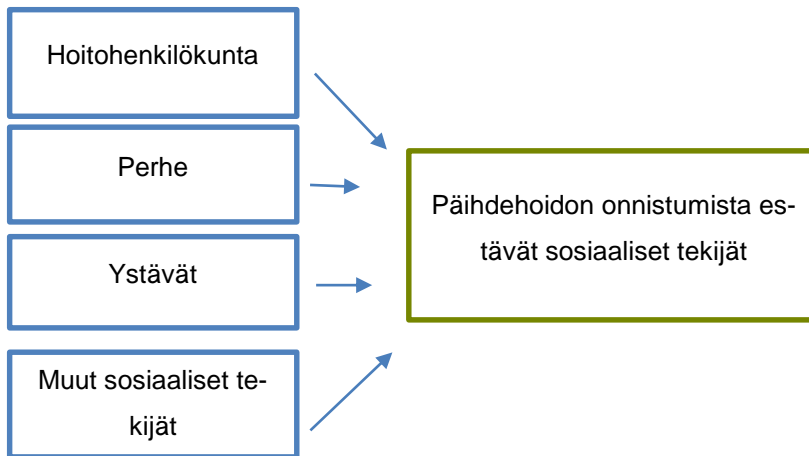 Hoitohenkilökunta
Perhe
Ystävät
Muut sosiaaliset te-
kijät
Päihdehoidon onnistumista es-
tävät sosiaaliset tekijät